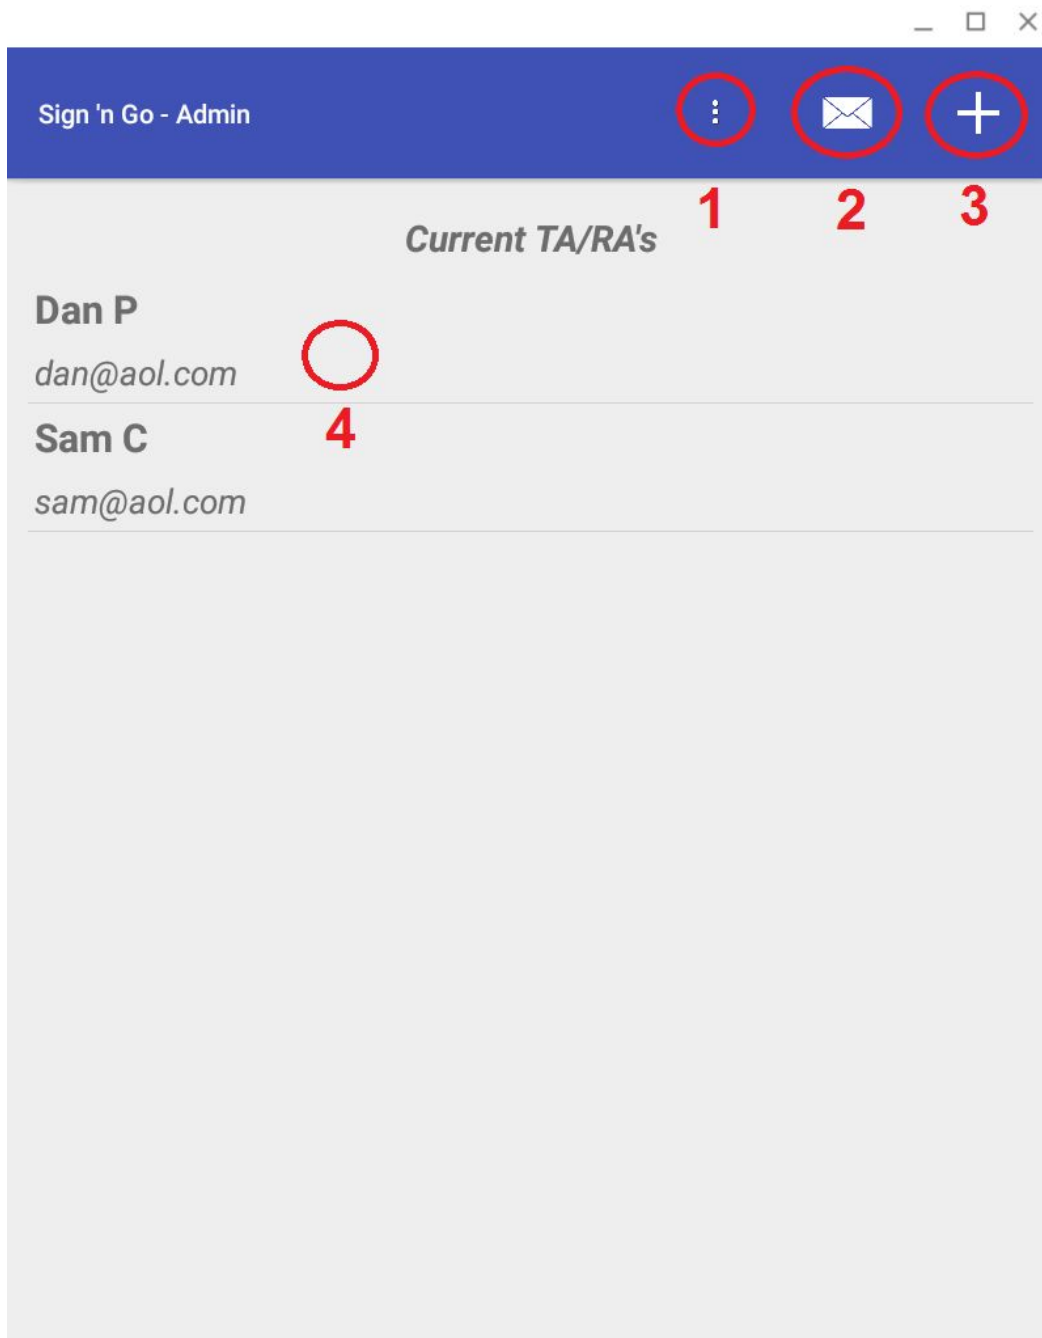 Sign 'n Go - Admin
1 2 3
Current TA/RA's
Dan P
dan@aol.com
4
Sam C
sam@aol.com